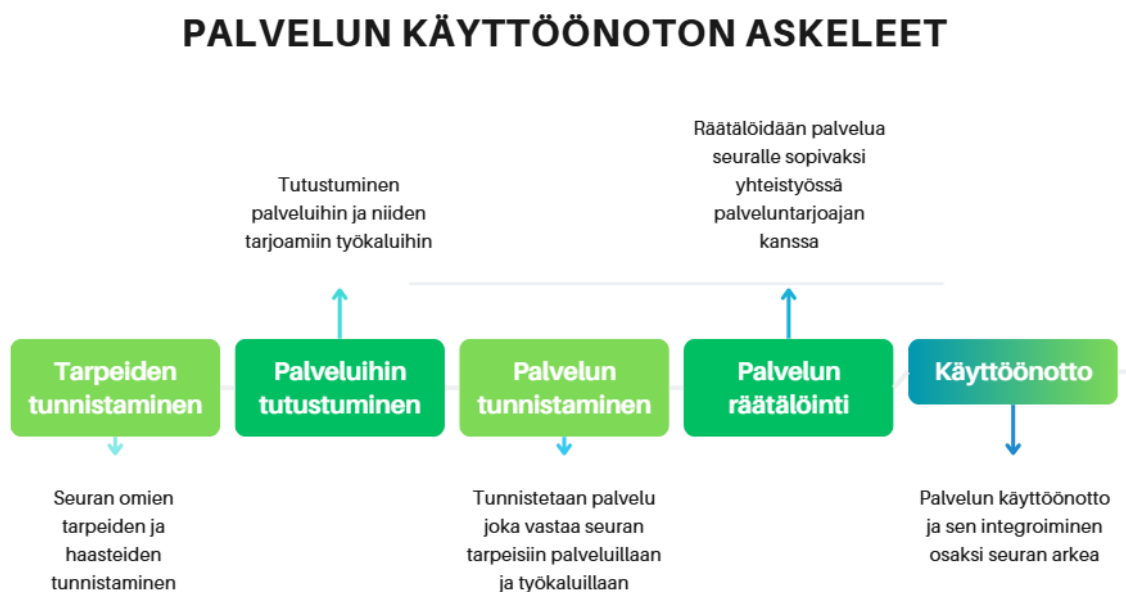 PALVELUN KÄYTTÖÖNOTON ASKELEET
Tarpeiden
tunnistaminen
Seuran omien
tarpeiden ja
haasteiden
tunnistaminen
Tutustuminen
palveluihin ja niiden
tarjoamiin työkaluihin
Palveluihin
tutustuminen
Palvelun
tunnistaminen
Tunnistetaan palvelu
joka vastaa seuran
tarpeisiin palveluillaan
ja työkaluillaan
Räätälöidään palvelua
seuralle sopivaksi
yhteistyössä
palveluntarjoajan
kanssa
Palvelun
räätälöinti
Käyttöönotto
Palvelun käyttöönotto
ja sen integroiminen
osaksi seuran arkea